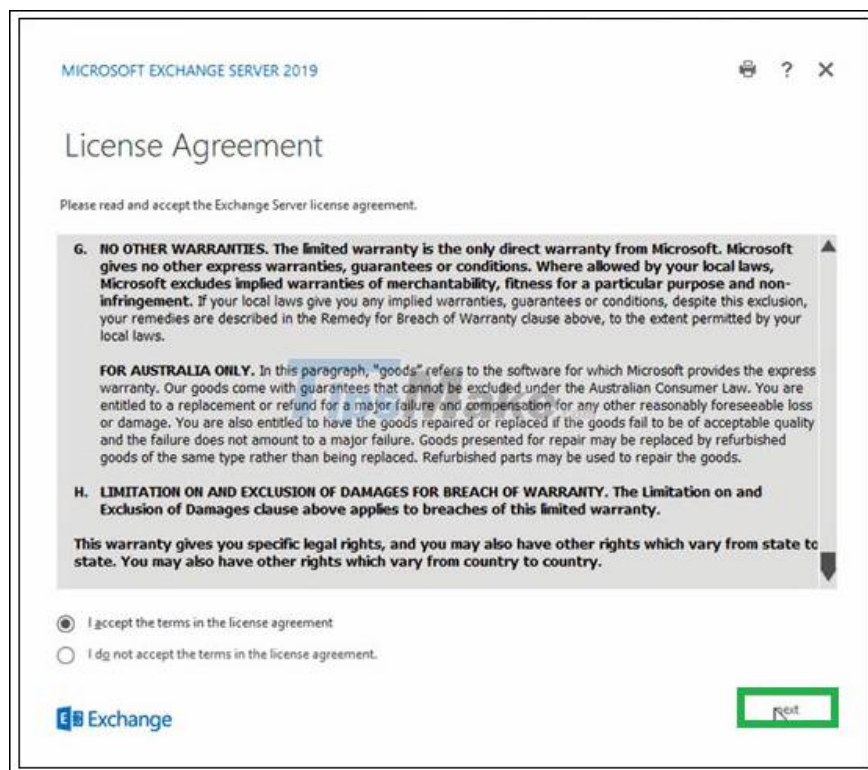 MICROSOFT EXCHANGE SERVER 2019
?
License Agreement
Please read and accept the Exchange Server license agreement.
G. NO OTHER WARRANTIES. The limited warranty is the only direct warranty from Microsoft. Microsoft
gives no other express warranties, guarantees or conditions. Where allowed by your local laws,
Microsoft excludes implied warranties of merchantability, fitness for a particular purpose and non-
infringement. If your local laws give you any implied warranties, guarantees or conditions, despite this exclusion,
your remedies are described in the Remedy for Breach of Warranty clause above, to the extent permitted by your
local laws.
FOR AUSTRALIA ONLY. In this paragraph, "goods" refers to the software for which Microsoft provides the express
warranty. Our goods come with guarantees that cannot be excluded under the Australian Consumer Law. You are
entitled to a replacement or refund for a major failure and compensation for any other reasonably foreseeable loss
or damage. You are also entitled to have the goods repaired or replaced if the goods fail to be of acceptable quality
and the failure does not amount to a major failure. Goods presented for repair may be replaced by refurbished
goods of the same type rather than being replaced. Refurbished parts may be used to repair the goods.
TipsMake
H. LIMITATION ON AND EXCLUSION OF DAMAGES FOR BREACH OF WARRANTY. The Limitation on and
Exclusion of Damages clause above applies to breaches of this limited warranty.
This warranty gives you specific legal rights, and you may also have other rights which vary from state to
state. You may also have other rights which vary from country to country.
I accept the terms in the license agreement
I do not accept the terms in the license agreement.
Exchange
next